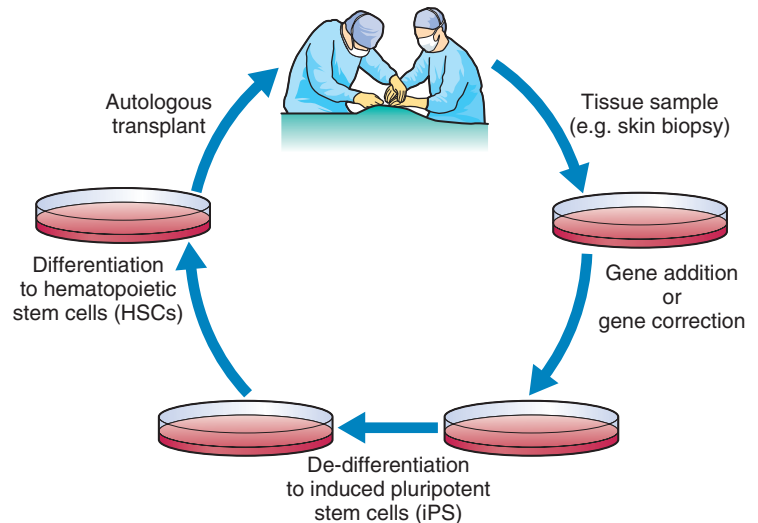 Autologous
transplant
Tissue sample
(e.g. skin biopsy)
Differentiation
to hematopoietic
stem cells (HSCs)
Gene addition
or
gene correction
De-differentiation
to induced pluripotent
stem cells (iPS)